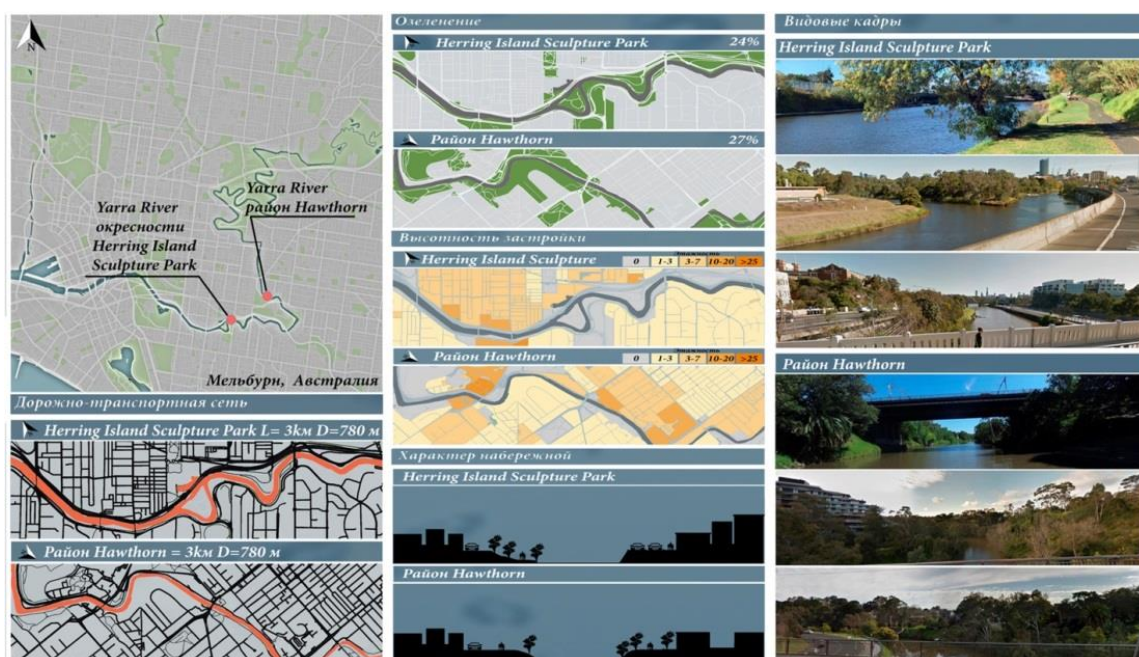 N
Yarra River
район Hawthorn
Yarra River
окресности
Herring Island
Sculpture Park
Мельбурн, Австралия
Дорожно-транспортная сеть
Herring Island Sculpture Park L= 3км D=780 м
Район Hawthorn = 3км D=780 м
Озеленение
Herring Island Sculpture Park 24%
Район Hawthorn 27%
Высотность застройки
Herring Island Sculpture
Этажность
0 1-3 3-7 10-20 >25
Район Hawthorn
Этажность
0 1-3 3-7 10-20 >25
Характер набережной
Herring Island Sculpture Park
Район Hawthorn
Видовые кадры
Herring Island Sculpture Park
Район Hawthorn